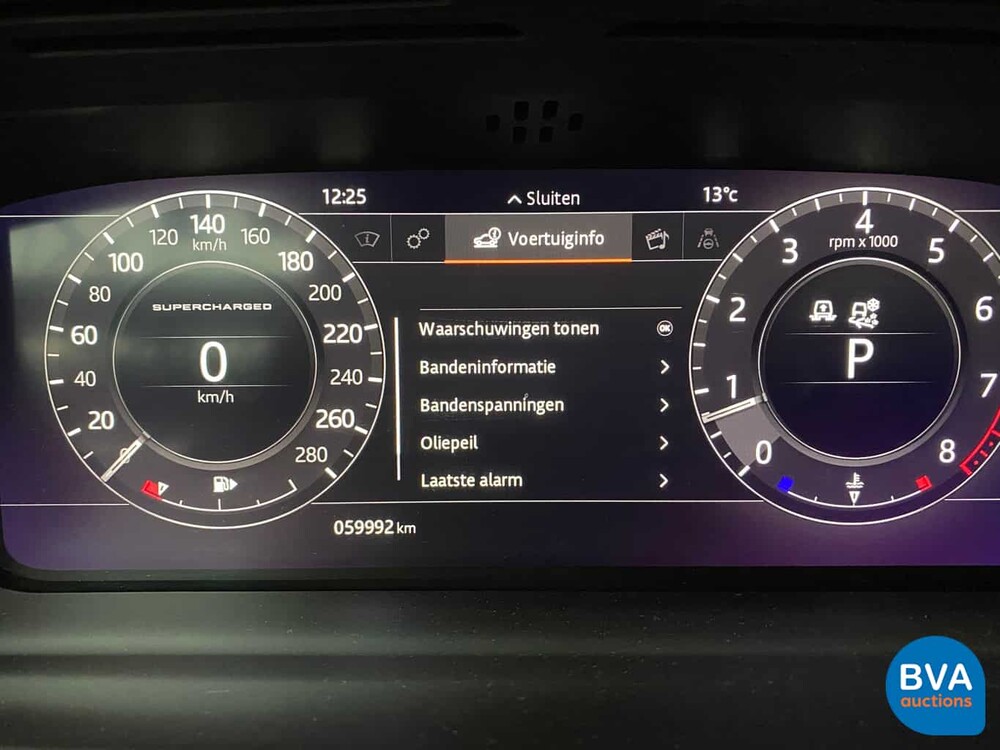 12:25
Sluiten
13°c
Voertuiginfo
Waarschuwingen tonen
OK
Bandeninformatie
Bandenspanningen
Oliepeil
Laatste alarm
059992 km
20
40
60
80
100
120
140
km/h
160
180
200
220
240
260
280
SUPERCHARGED
0
km/h
0
1
2
3
4
rpm x 1000
5
6
7
8
P
BVA
auctions